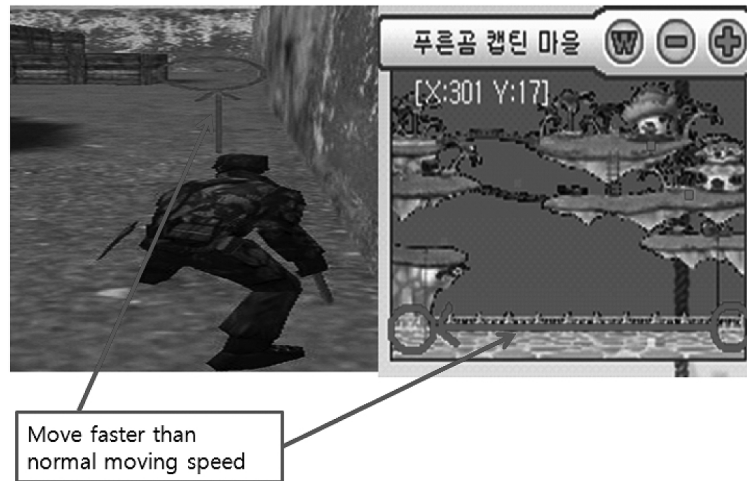 푸른곰 캡틴 마을
W
[X:301 Y:17]
Move faster than
normal moving speed